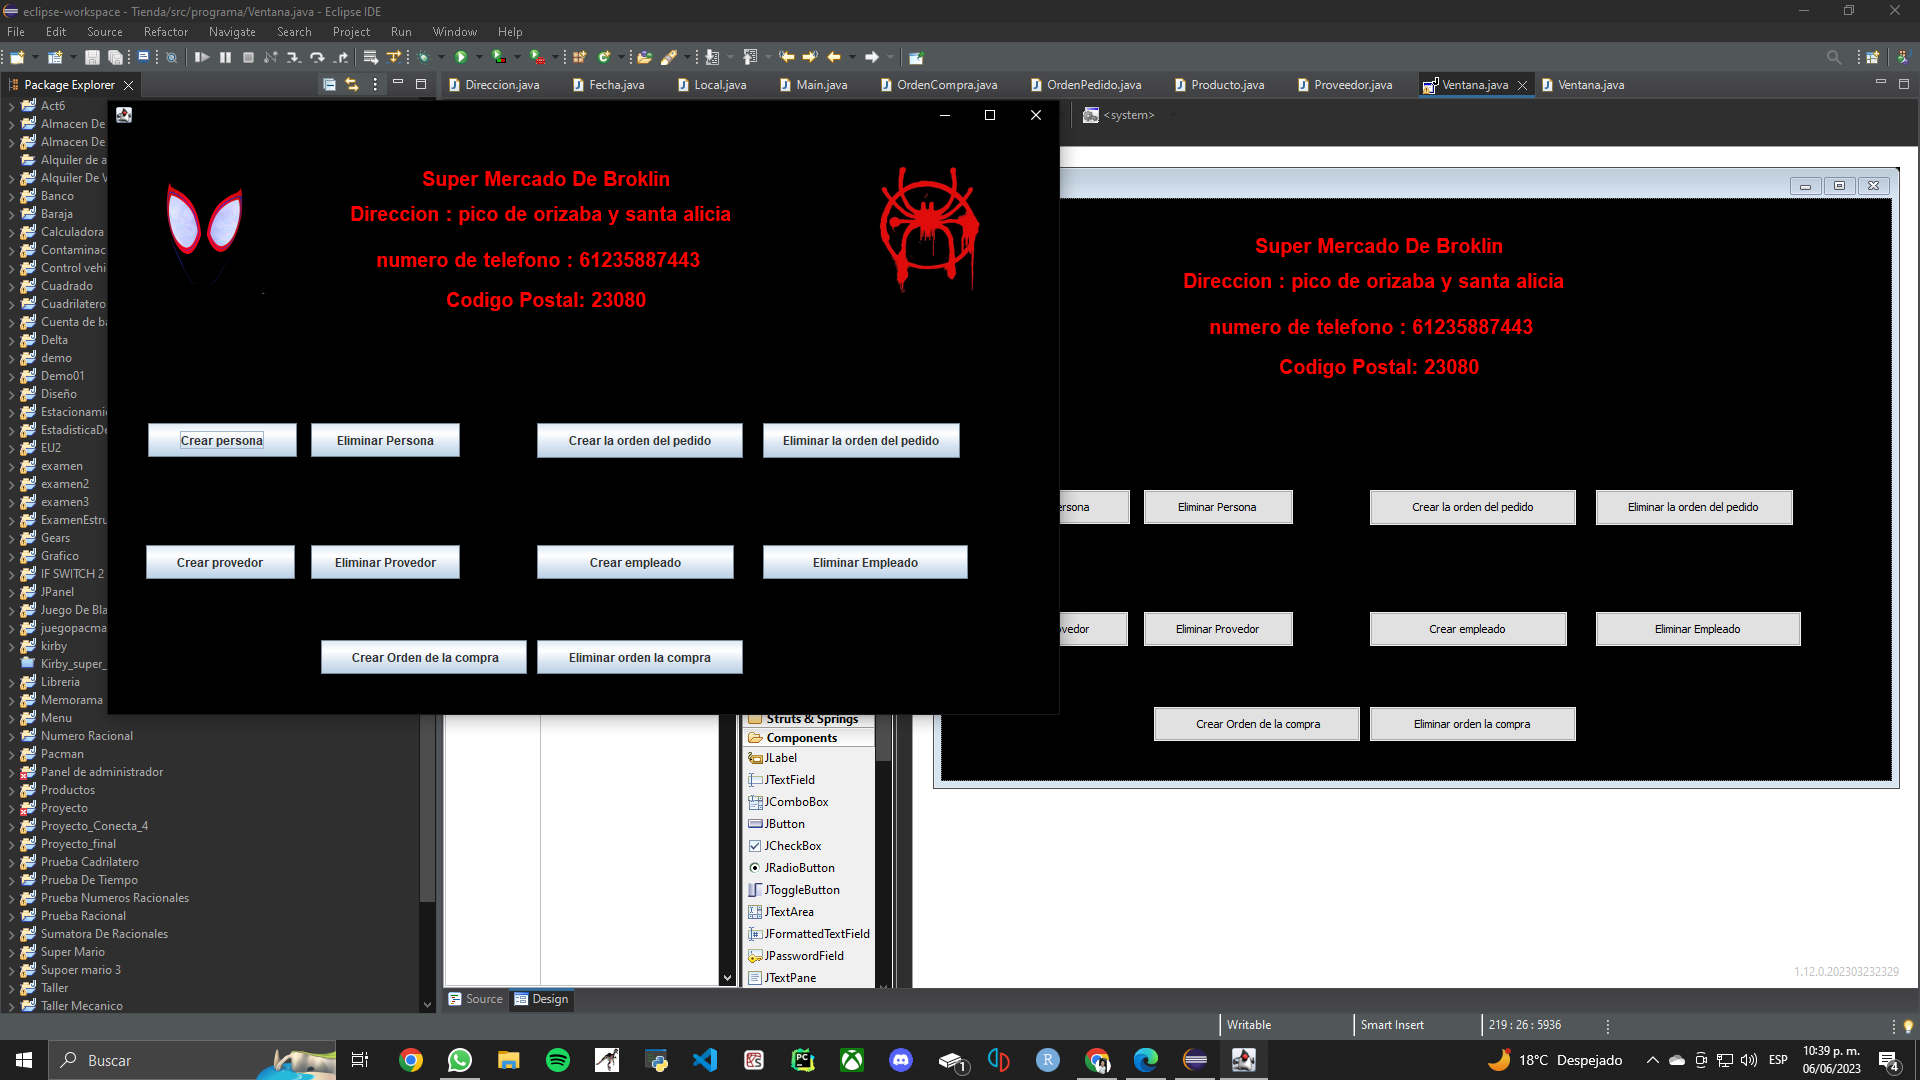 eclipse-workspace - Tienda/src/programa/Ventana.java - Eclipse IDE
File Edit Source Refactor Navigate Search Project Run Window Help
Package Explorer
Direccion.java Fecha.java Local.java Main.java OrdenCompra.java OrdenPedido.java Producto.java Proveedor.java Ventana.java Ventana.java
<system>
Act6
Almacen De
Almacen De
Alquiler de a
Alquiler De V
Banco
Baraja
Calculadora
Contaminac
Control vehi
Cuadrado
Cuadrilatero
Cuenta de ba
Delta
demo
Demo01
Diseño
Estacionami
EstadisticaDe
EU2
examen
examen2
examen3
ExamenEstru
Gears
Grafico
IF SWITCH 2
JPanel
Juego De Bla
juegopacma
kirby
Kirby_super_
Libreria
Memorama
Menu
Numero Racional
Pacman
Panel de administrador
Productos
Proyecto
Proyecto_Conecta_4
Proyecto_final
Prueba Cadrilatero
Prueba De Tiempo
Prueba Numeros Racionales
Prueba Racional
Sumatora De Racionales
Super Mario
Supoer mario 3
Taller
Taller Mecanico
Super Mercado De Broklin
Direccion : pico de orizaba y santa alicia
numero de telefono : 61235887443
Codigo Postal: 23080
Crear persona Eliminar Persona Crear la orden del pedido Eliminar la orden del pedido
Crear provedor Eliminar Provedor Crear empleado Eliminar Empleado
Crear Orden de la compra Eliminar orden la compra
Super Mercado De Broklin
Direccion : pico de orizaba y santa alicia
numero de telefono : 61235887443
Codigo Postal: 23080
ersona Eliminar Persona Crear la orden del pedido Eliminar la orden del pedido
ovedor Eliminar Provedor Crear empleado Eliminar Empleado
Crear Orden de la compra Eliminar orden la compra
Struts & Springs
Components
JLabel
JTextField
JComboBox
JButton
JCheckBox
JRadioButton
JToggleButton
JTextArea
JFormattedTextField
JPasswordField
JTextPane
1.12.0.202303232329
Source Design
Writable Smart Insert 219 : 26 : 5936
Buscar
18°C Despejado
ESP
10:39 p. m.
06/06/2023